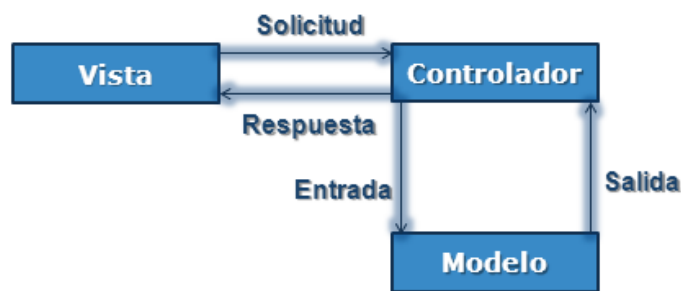 Solicitud
Vista
Controlador
Respuesta
Entrada
Salida
Modelo